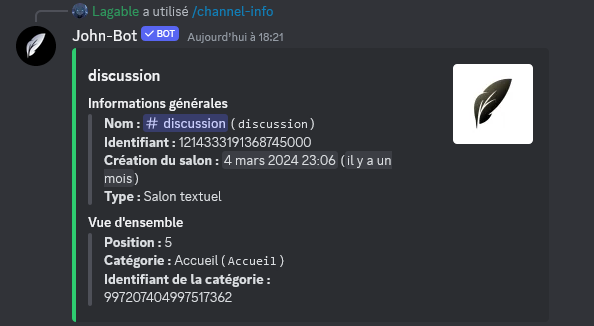 Lagable a utilisé /channel-info
John-Bot ✓ BOT Aujourd'hui à 18:21
discussion
Informations générales
Nom : # discussion (discussion)
Identifiant : 1214333191368745000
Création du salon : 4 mars 2024 23:06 (il y a un
mois)
Type : Salon textuel
Vue d'ensemble
Position : 5
Catégorie : Accueil (Accueil)
Identifiant de la catégorie :
997207404997517362